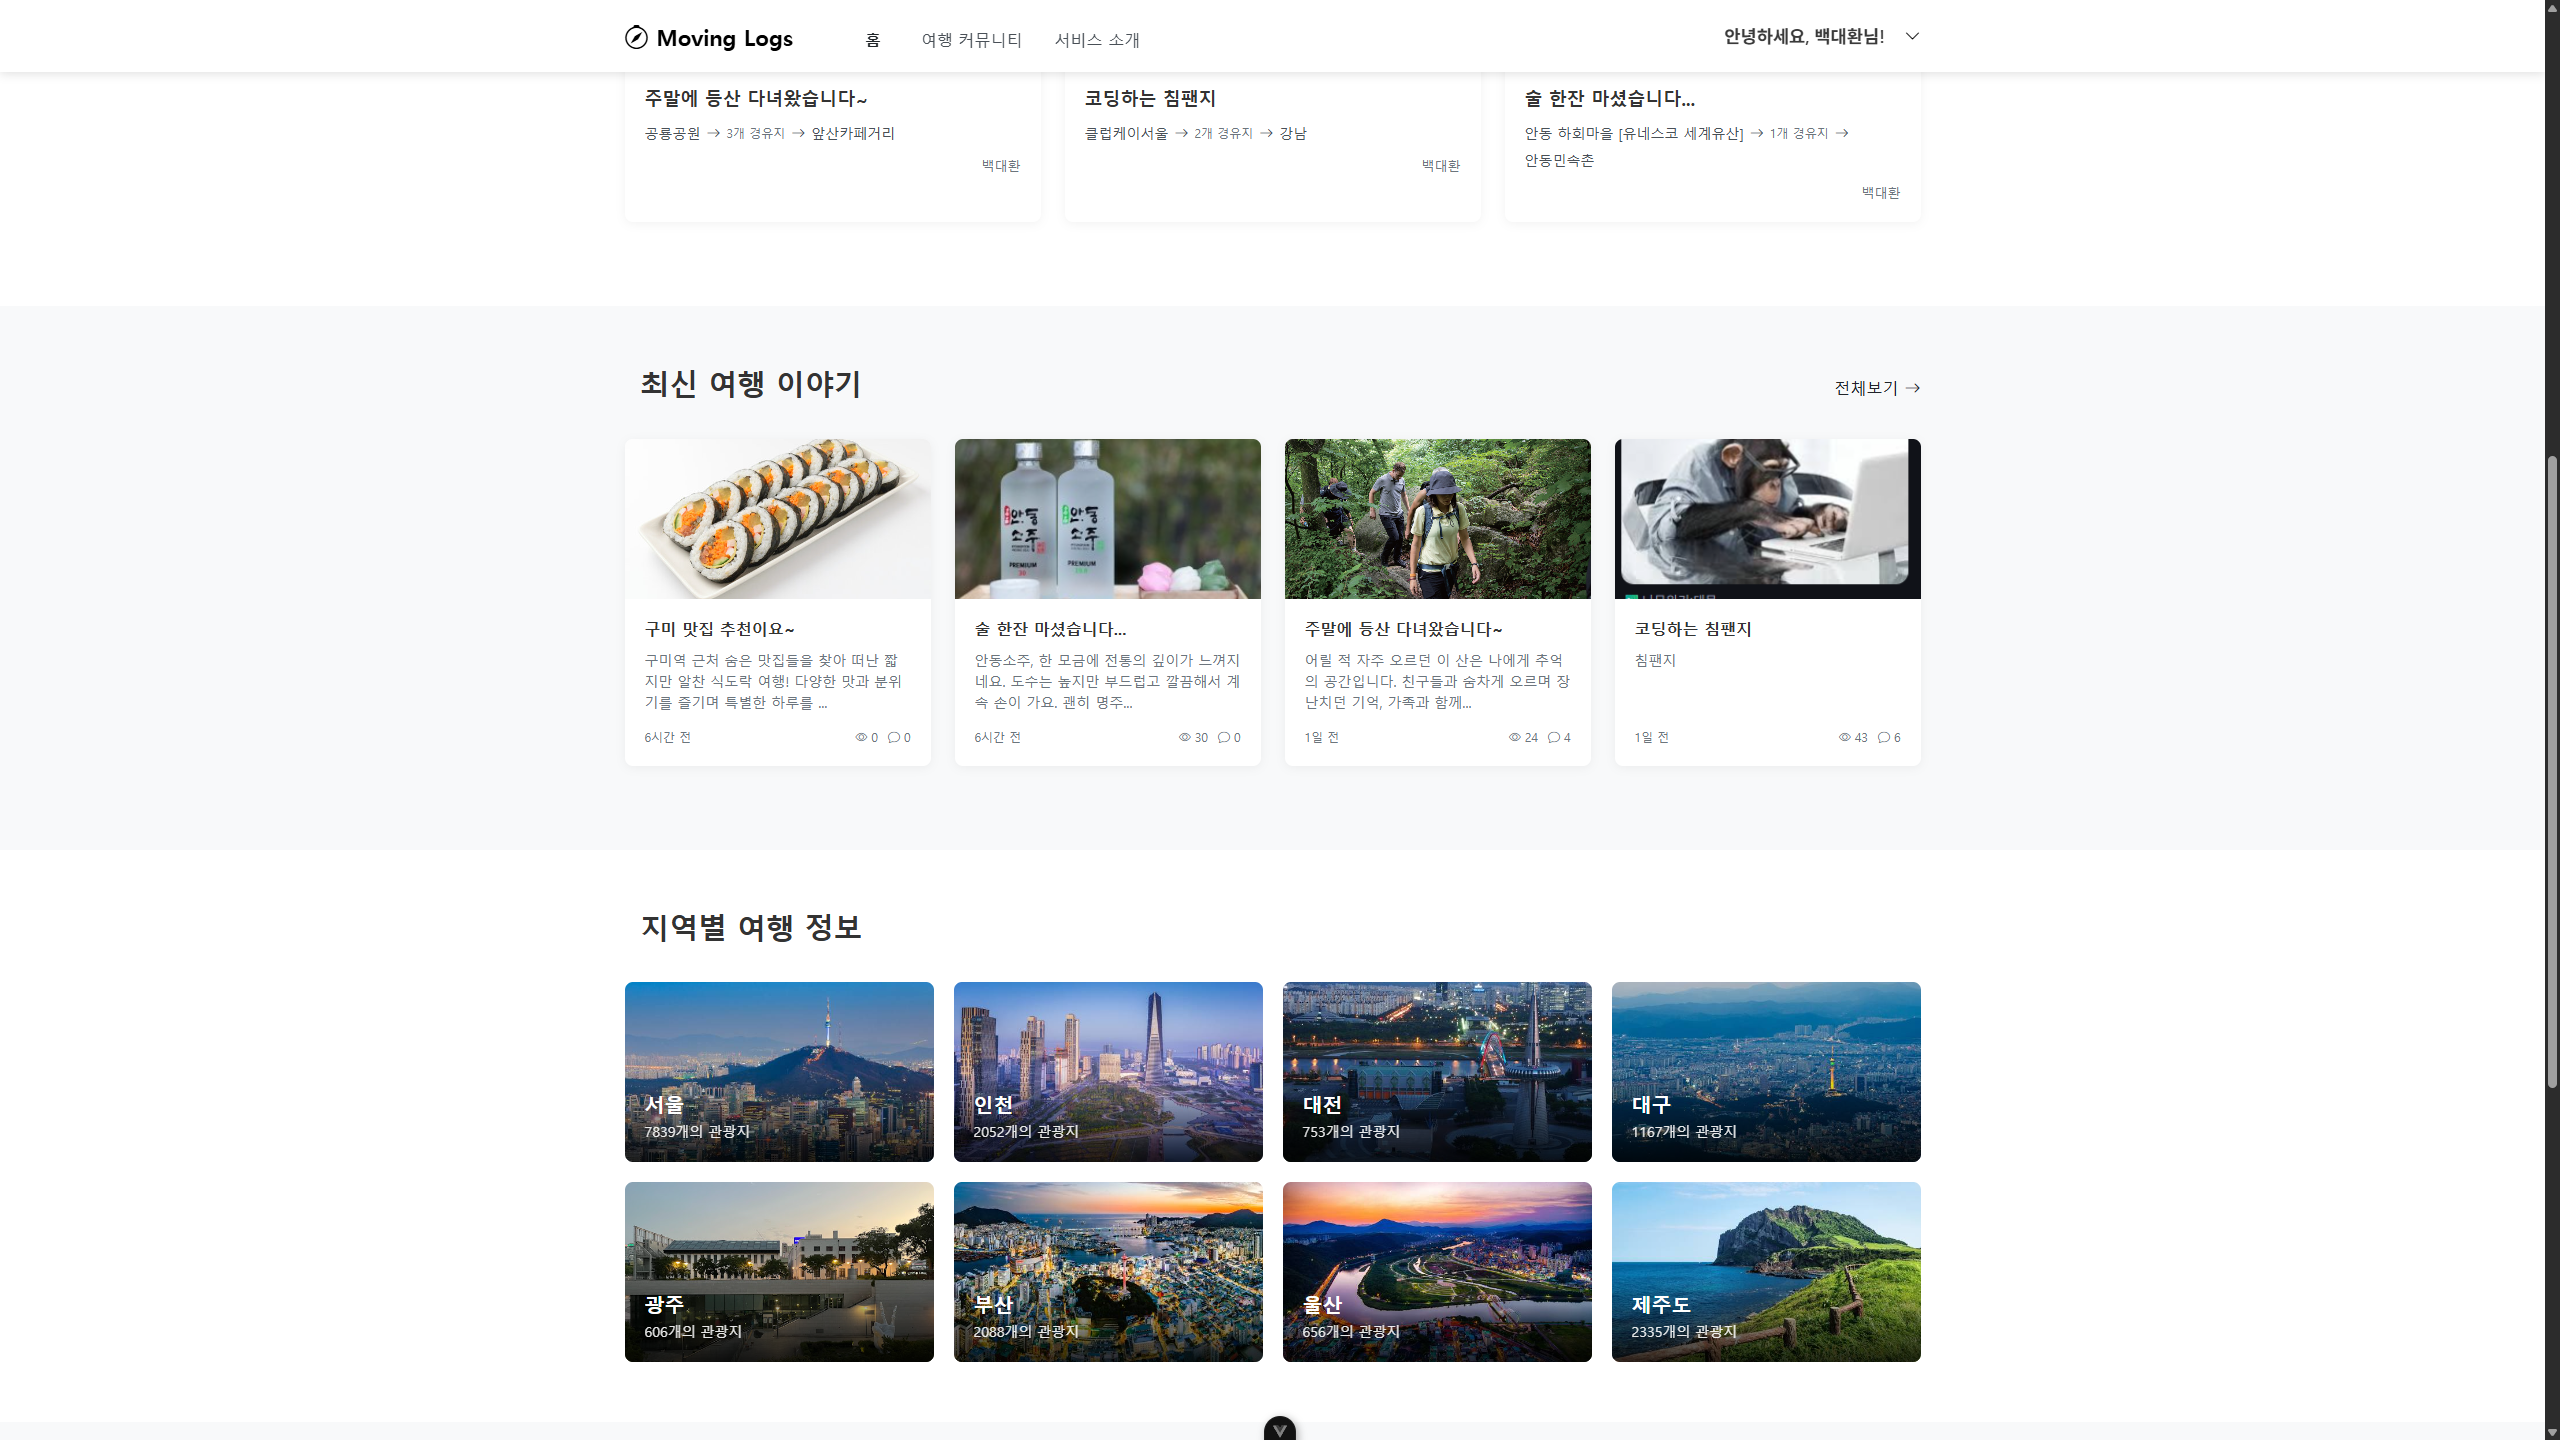 Moving Logs
홈
여행 커뮤니티
서비스 소개
안녕하세요, 백대환님!
주말에 등산 다녀왔습니다~
공룡공원 → 3개 경유지 → 앞산카페거리
백대환
코딩하는 침팬지
클럽케이서울 → 2개 경유지 → 강남
백대환
술 한잔 마셨습니다...
안동 하회마을 [유네스코 세계유산] → 1개 경유지 →
안동민속촌
백대환
최신 여행 이야기
전체보기 →
안동
소주
PREMIUM
안동
소주
PREMIUM
구미 맛집 추천이요~
구미역 근처 숨은 맛집들을 찾아 떠난 짧
지만 알찬 식도락 여행! 다양한 맛과 분위
기를 즐기며 특별한 하루를 ...
6시간 전
0
0
술 한잔 마셨습니다...
안동소주, 한 모금에 전통의 깊이가 느껴지
네요. 도수는 높지만 부드럽고 깔끔해서 계
속 손이 가요. 괜히 명주...
6시간 전
30
0
주말에 등산 다녀왔습니다~
어릴 적 자주 오르던 이 산은 나에게 추억
의 공간입니다. 친구들과 숨차게 오르며 장
난치던 기억, 가족과 함께...
1일 전
24
4
코딩하는 침팬지
침팬지
1일 전
43
6
지역별 여행 정보
서울
7839개의 관광지
인천
2052개의 관광지
대전
753개의 관광지
대구
1167개의 관광지
광주
606개의 관광지
부산
2088개의 관광지
울산
656개의 관광지
제주도
2335개의 관광지